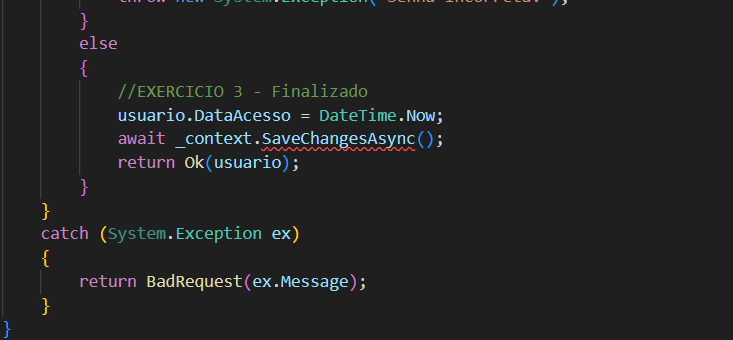 throw new System.Exception("Senha incorreta.");
}
else
{
//EXERCICIO 3 - Finalizado
usuario.DataAcesso = DateTime.Now;
await _context.SaveChangesAsync();
return Ok(usuario);
}
}
catch (System.Exception ex)
{
return BadRequest(ex.Message);
}
}